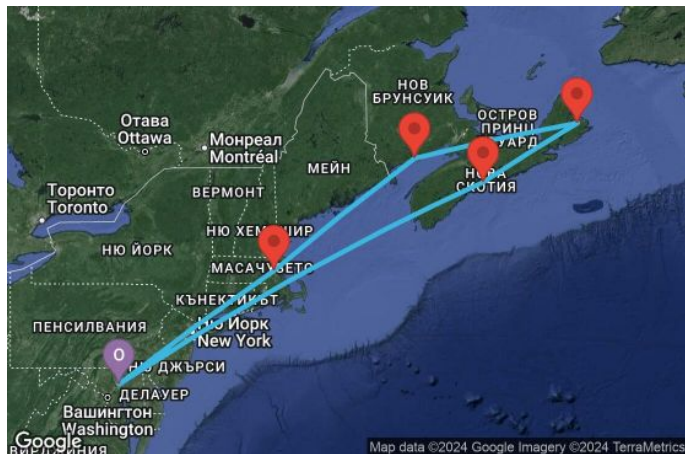 НОВ
БРУНСУИК
Отава
Ottawa
ОСТРОВ
ПРИНЦ
УАРД
Монреал
Montréal
МЕЙН
НОВА
СКОТИЯ
ВЕРМОНТ
Торонто
Toronto
НЮ ХЕМПШИР
НЮ ЙОРК
МАСАЧУЗЕТС
КЪНЕКТИКЪТ
ПЕНСИЛВАНИЯ
Ню Йорк
New York
O
НЮ ДЖЪРСИ
ДЕЛАУЕР
Вашингтон
Washington
Google
Map data ©2024 Google Imagery ©2024 TerraMetrics